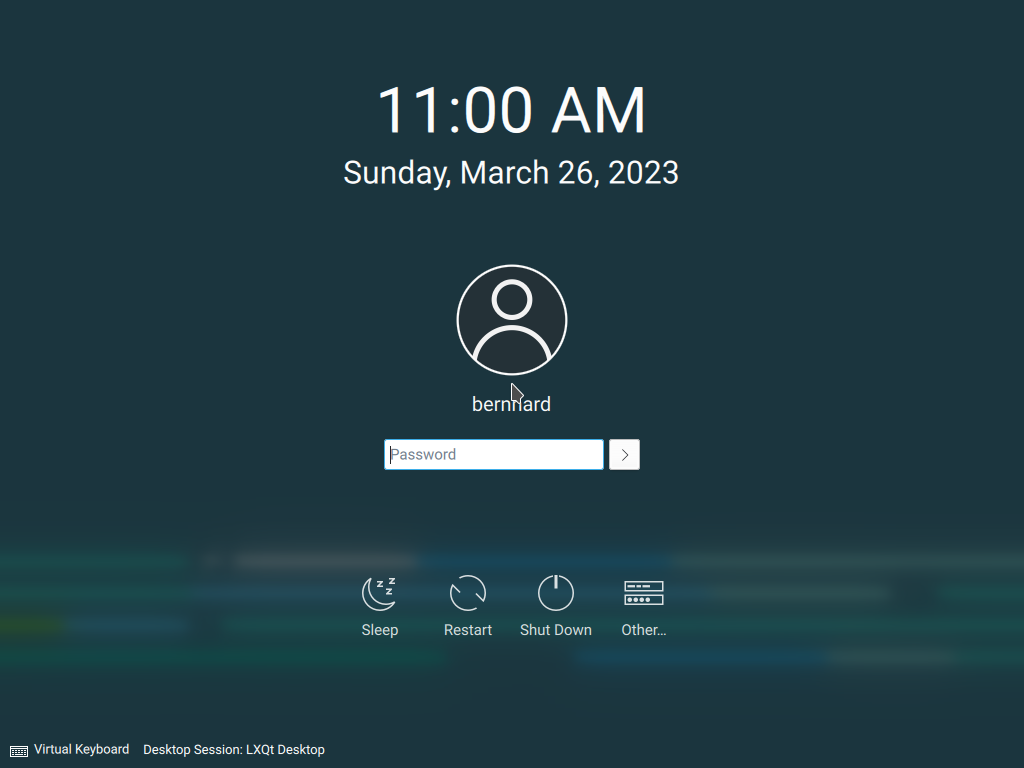 11:00 AM
Sunday, March 26, 2023
bernhard
Password
Sleep
Restart
Shut Down
Other...
Virtual Keyboard
Desktop Session: LXQt Desktop